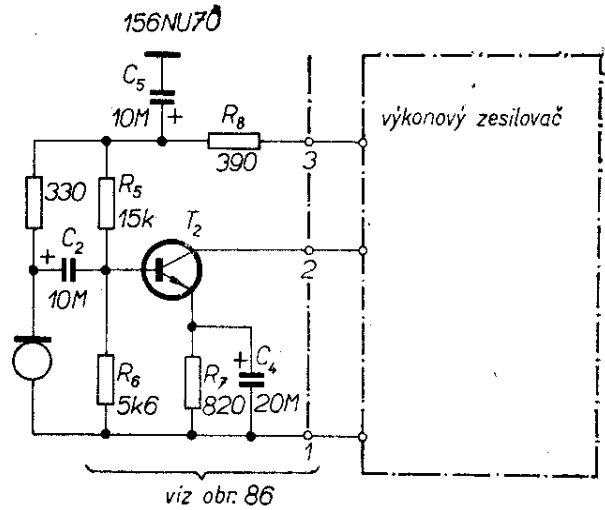 156NU70
C5
10M
+
R8
390
3
výkonový zesilovač
330
R5
15k
T2
+
C2
10M
2
R6
5k6
R7
820
+
C4
20M
1
viz obr. 86